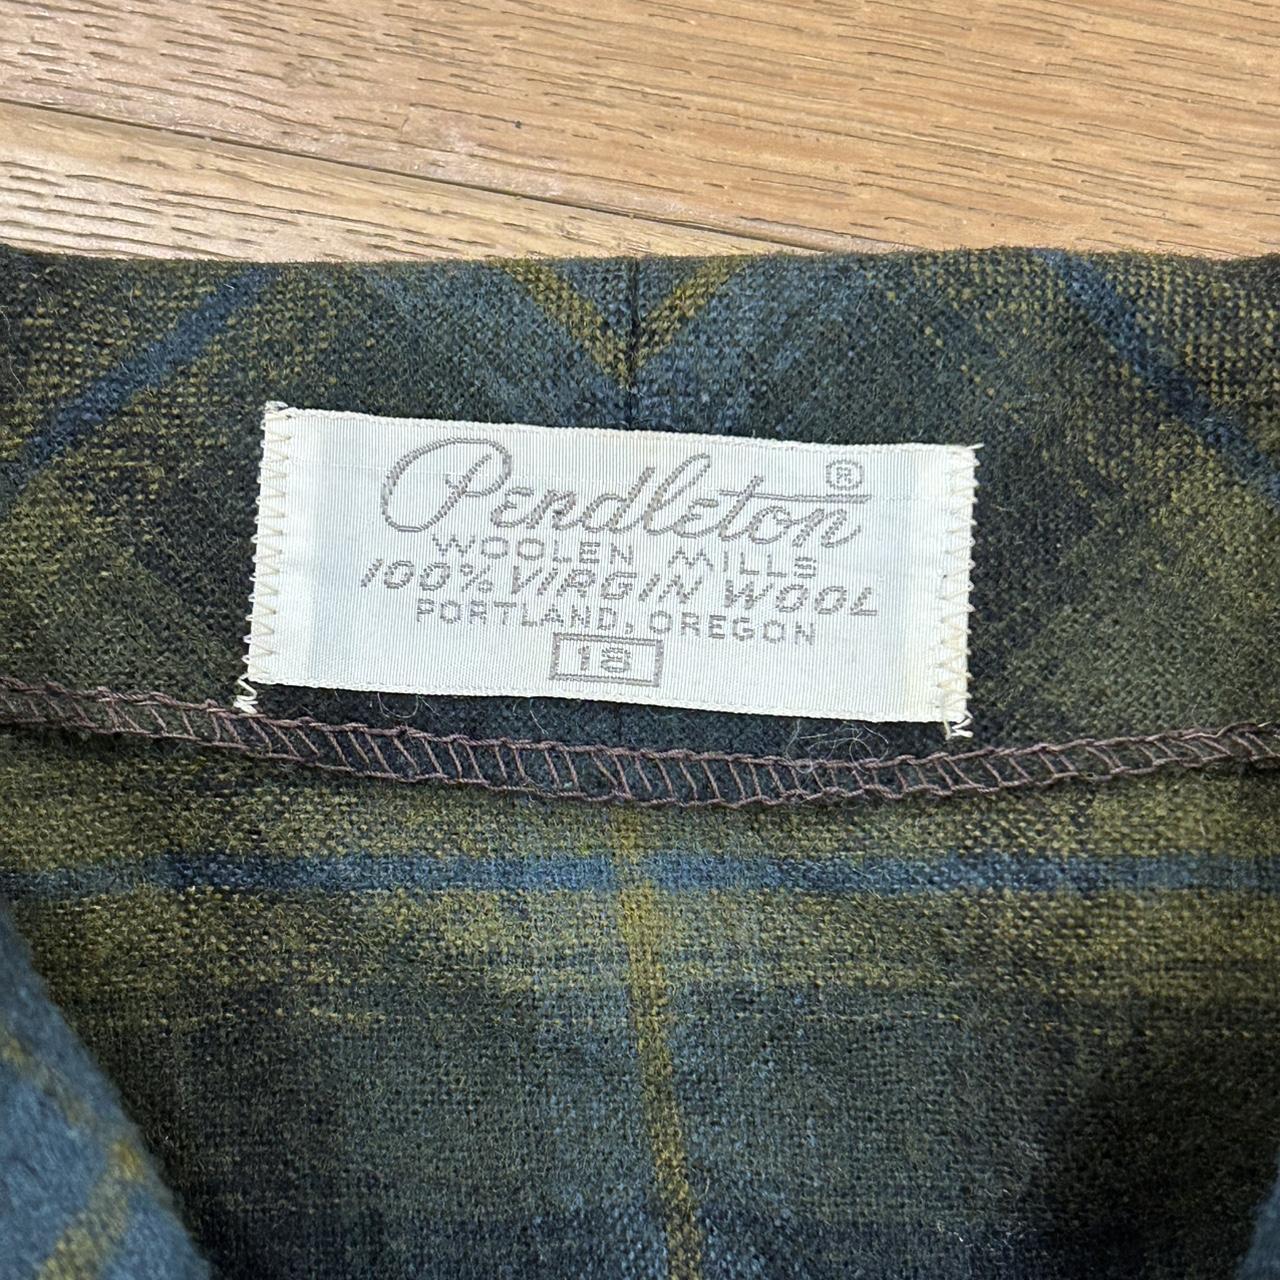 Pendleton®
WOOLEN MILLS
100% VIRGIN WOOL
PORTLAND, OREGON
18